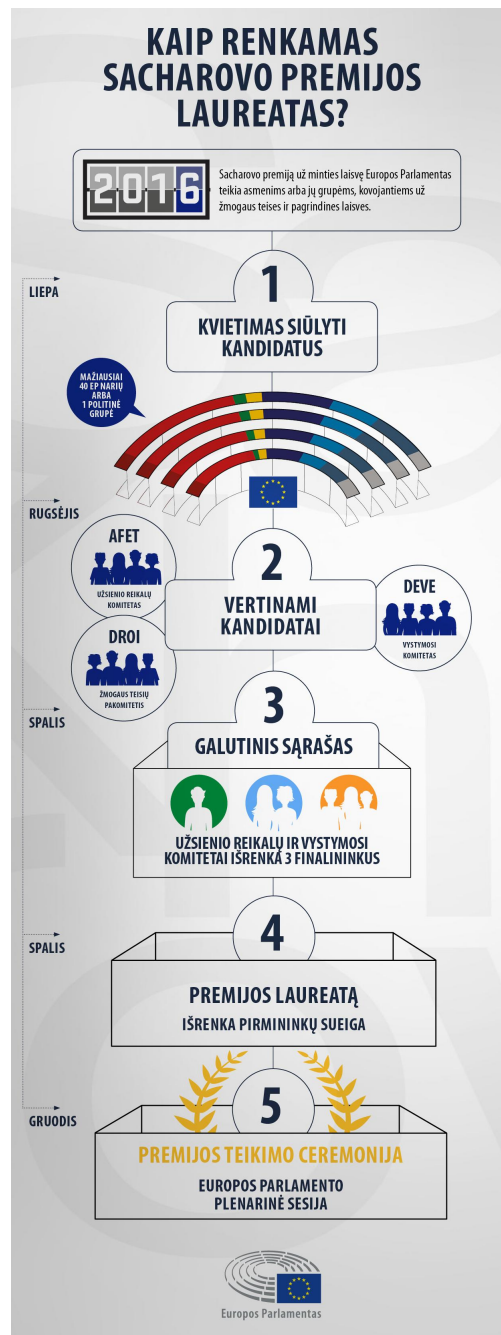 KAIP RENKAMAS
SACHAROVO PREMIJOS
LAUREATAS?
2016
Sacharovo premiją už minties laisvę Europos Parlamentas
teikia asmenims arba jų grupėms, kovojantiems už
žmogaus teises ir pagrindines laisves.
LIEPA
1
KVIETIMAS SIŪLYTI
KANDIDATUS
MAŽIAUSIAI
40 EP NARIŲ
ARBA
1 POLITINĖ
GRUPĖ
RUGSĖJIS
AFET
UŽSIENIO REIKALŲ
KOMITETAS
DROI
ŽMOGAUS TEISIŲ
PAKOMITETIS
2
VERTINAMI
KANDIDATAI
DEVE
VYSTYMOSI
KOMITETAS
SPALIS
3
GALUTINIS SĄRAŠAS
UŽSIENIO REIKALŲ IR VYSTYMOSI
KOMITETAI IŠRENKA 3 FINALININKUS
SPALIS
4
PREMIJOS LAUREATĄ
IŠRENKA PIRMININKŲ SUEIGA
GRUODIS
5
PREMIJOS TEIKIMO CEREMONIJA
EUROPOS PARLAMENTO
PLENARINĖ SESIJA
Europos Parlamentas